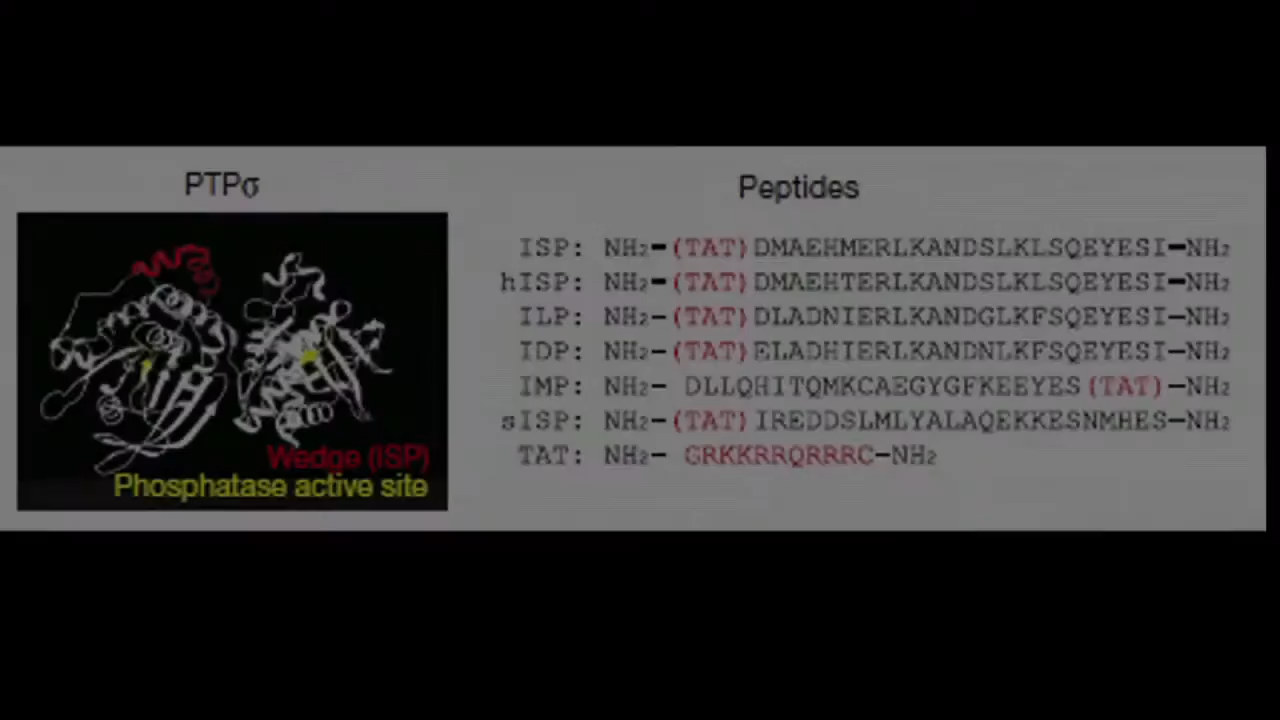 PTPσ
Wedge (ISP)
Phosphatase active site
Peptides
ISP: NH₂-(TAT)DMAEHMERLKANDSLKLSQEYESI-NH₂
hISP: NH₂-(TAT)DMAEHTERLKANDSLKLSQEYESI-NH₂
ILP: NH₂-(TAT)DLADNIERLKANDGLKFSQEYESI-NH₂
IDP: NH₂-(TAT)ELADHIERLKANDNLKFSQEYESI-NH₂
IMP: NH₂- DLLQHITQMKCAEGYGFKEEYES(TAT)-NH₂
sISP: NH₂-(TAT)IREDDSLMLYALAQEKKESNMHES-NH₂
TAT: NH₂- GRKKRRQRRRC-NH₂